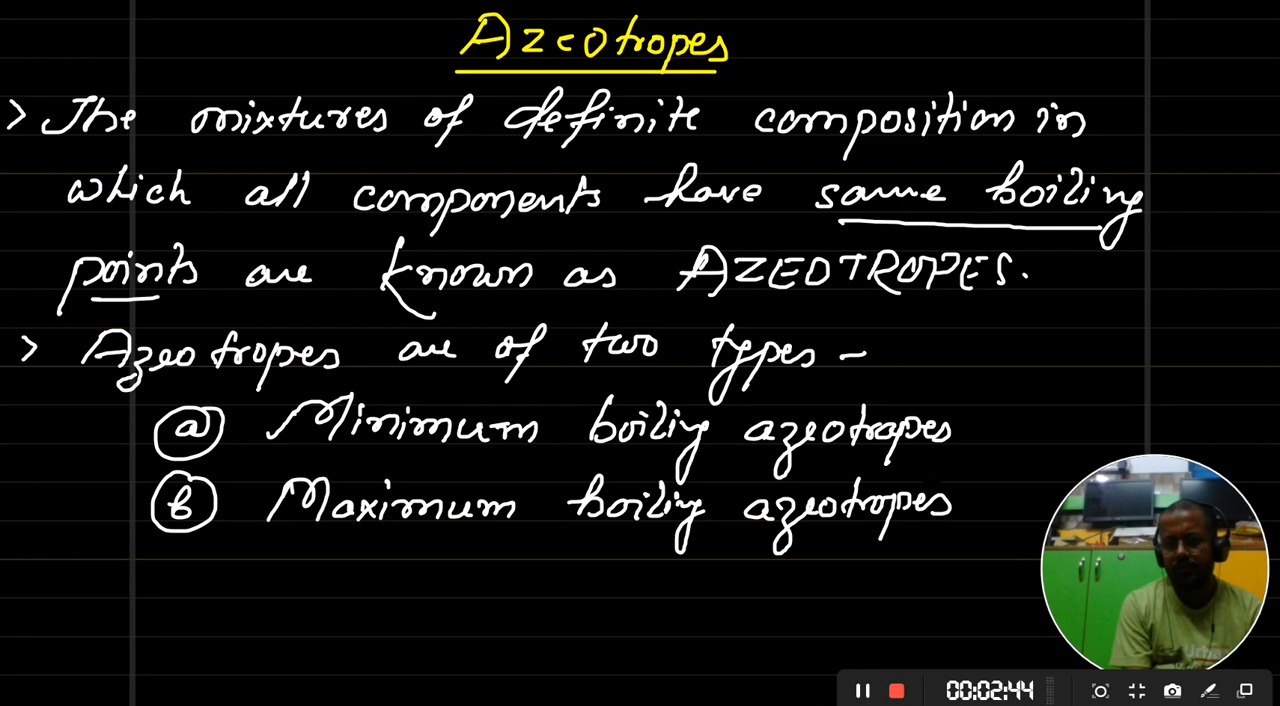 Azeotropes
> The mixtures of definite composition in
which all components have same boiling
points are known as AZEOTROPES.
> Azeotropes are of two types -
(a) Minimum boiling azeotropes
(b) Maximum boiling azeotropes
00:02:44